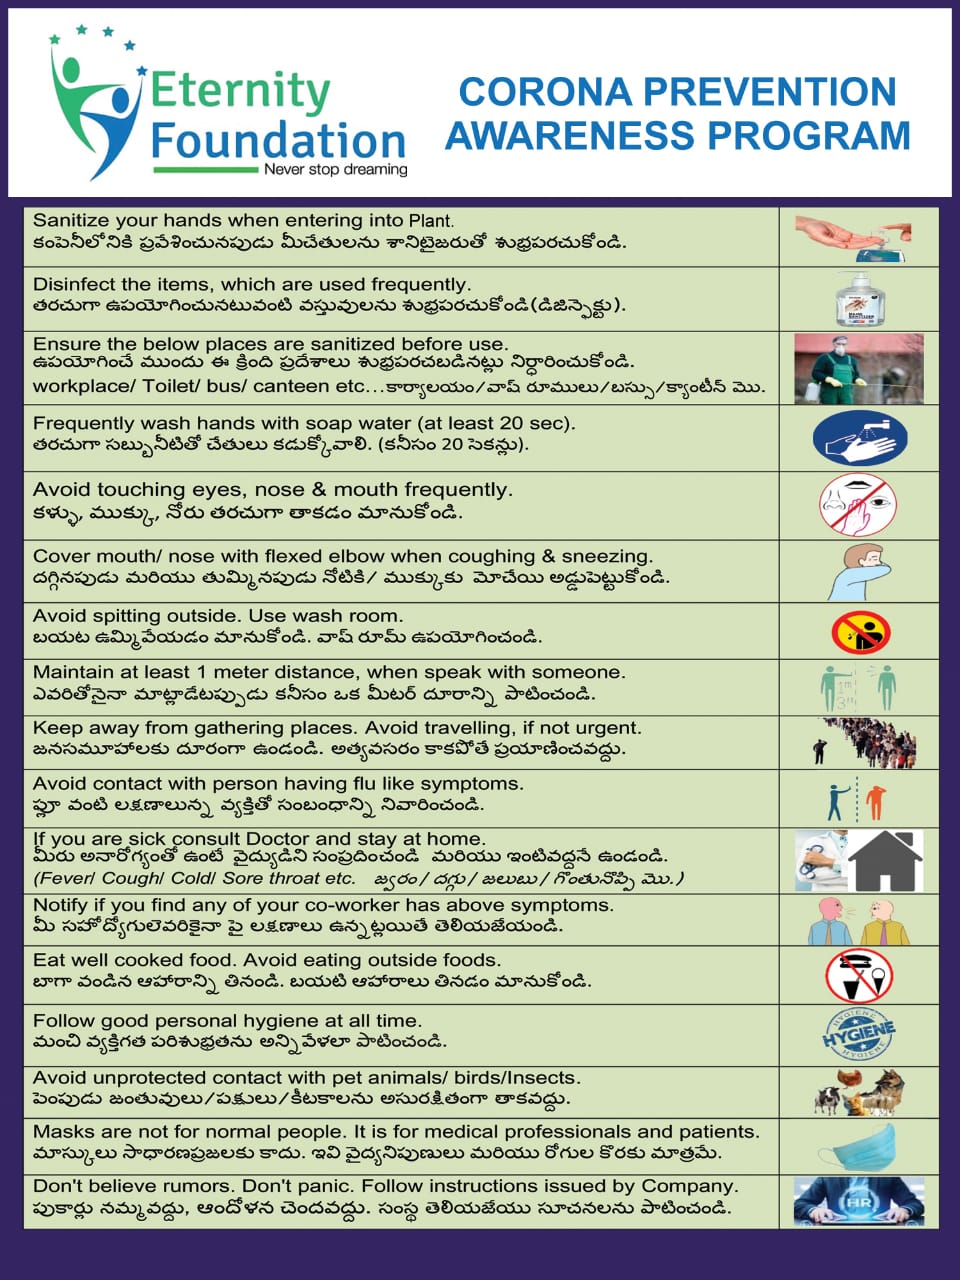 Eternity
Foundation
Never stop dreaming
CORONA PREVENTION
AWARENESS PROGRAM
Sanitize your hands when entering into Plant.
కంపెనీలోనికి ప్రవేశించునపుడు మీచేతులను శానిటైజరుతో శుభ్రపరచుకోండి.
Disinfect the items, which are used frequently.
తరచుగా ఉపయోగించునటువంటి వస్తువులను శుభ్రపరచుకోండి(డిజిన్ఫెక్టు).
Ensure the below places are sanitized before use.
ఉపయోగించే ముందు ఈ క్రింది ప్రదేశాలు శుభ్రపరచబడినట్లు నిర్ధారించుకోండి.
workplace/ Toilet/ bus/ canteen etc...కార్యాలయం/వాష్ రూములు/బస్సు/క్యాంటీన్ మొ.
Frequently wash hands with soap water (at least 20 sec).
తరచుగా సబ్బునీటితో చేతులు కడుక్కోవాలి. (కనీసం 20 సెకన్లు).
Avoid touching eyes, nose & mouth frequently.
కళ్ళు, ముక్కు, నోరు తరచుగా తాకడం మానుకోండి.
Cover mouth/ nose with flexed elbow when coughing & sneezing.
దగ్గినపుడు మరియు తుమ్మినపుడు నోటికి/ ముక్కుకు మోచేయి అడ్డుపెట్టుకోండి.
Avoid spitting outside. Use wash room.
బయట ఉమ్మివేయడం మానుకోండి. వాష్ రూమ్ ఉపయోగించండి.
Maintain at least 1 meter distance, when speak with someone.
ఎవరితోనైనా మాట్లాడేటప్పుడు కనీసం ఒక మీటర్ దూరాన్ని పాటించండి.
1m
3ft
Keep away from gathering places. Avoid travelling, if not urgent.
జనసమూహాలకు దూరంగా ఉండండి. అత్యవసరం కాకపోతే ప్రయాణించవద్దు.
Avoid contact with person having flu like symptoms.
ఫ్లూ వంటి లక్షణాలున్న వ్యక్తితో సంబంధాన్ని నివారించండి.
If you are sick consult Doctor and stay at home.
మీరు అనారోగ్యంతో ఉంటే వైద్యుడిని సంప్రదించండి మరియు ఇంటివద్దనే ఉండండి.
(Fever/ Cough/ Cold/ Sore throat etc. జ్వరం/దగ్గు/జలుబు/గొంతునొప్పి మొ.)
Notify if you find any of your co-worker has above symptoms.
మీ సహోద్యోగులెవరికైనా పై లక్షణాలు ఉన్నట్లయితే తెలియజేయండి.
Eat well cooked food. Avoid eating outside foods.
బాగా వండిన ఆహారాన్ని తినండి. బయటి ఆహారాలు తినడం మానుకోండి.
Follow good personal hygiene at all time.
మంచి వ్యక్తిగత పరిశుభ్రతను అన్నివేళలా పాటించండి.
HYGIENE
HYGIENE
HYGIENE
Avoid unprotected contact with pet animals/ birds/Insects.
పెంపుడు జంతువులు/పక్షులు/కీటకాలను అసురక్షితంగా తాకవద్దు.
Masks are not for normal people. It is for medical professionals and patients.
మాస్కులు సాధారణప్రజలకు కాదు. ఇవి వైద్యనిపుణులు మరియు రోగుల కొరకు మాత్రమే.
Don't believe rumors. Don't panic. Follow instructions issued by Company.
పుకార్లు నమ్మవద్దు, ఆందోళన చెందవద్దు. సంస్థ తెలియజేయు సూచనలను పాటించండి.
HR